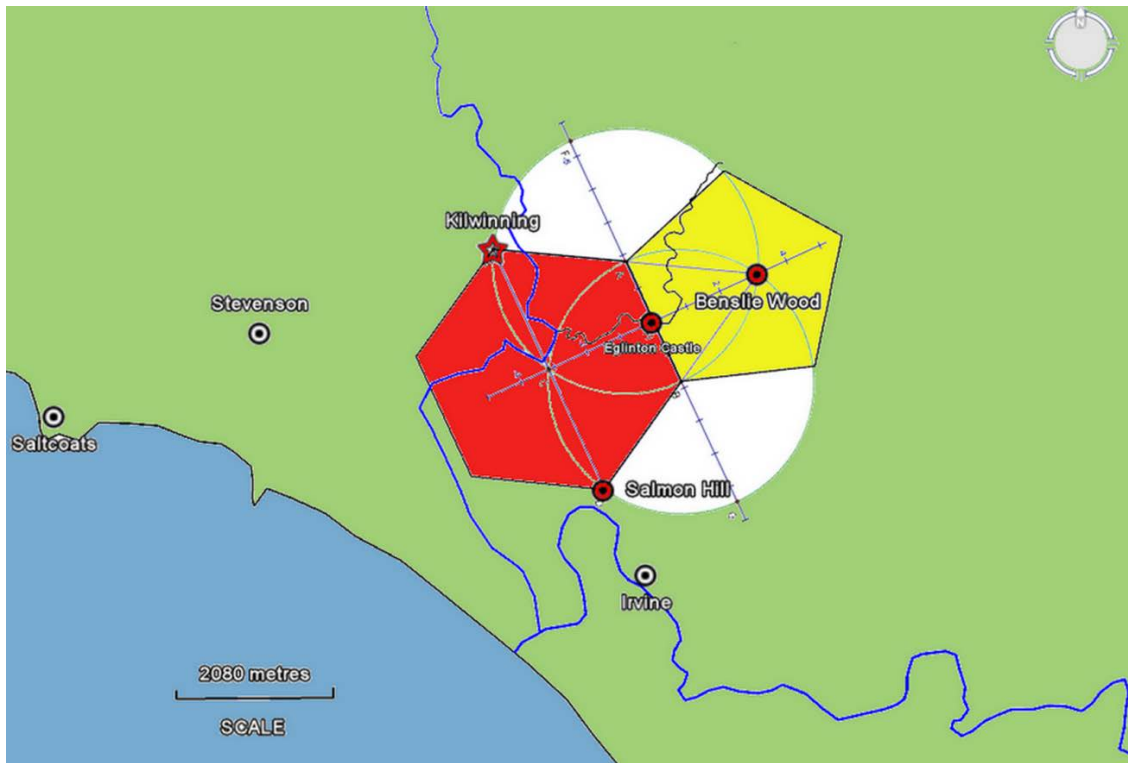 N
Kilwinning
Benslie Wood
Stevenson
Eglinton Castle
Saltcoats
Salmon Hill
Irvine
2080 metres
SCALE